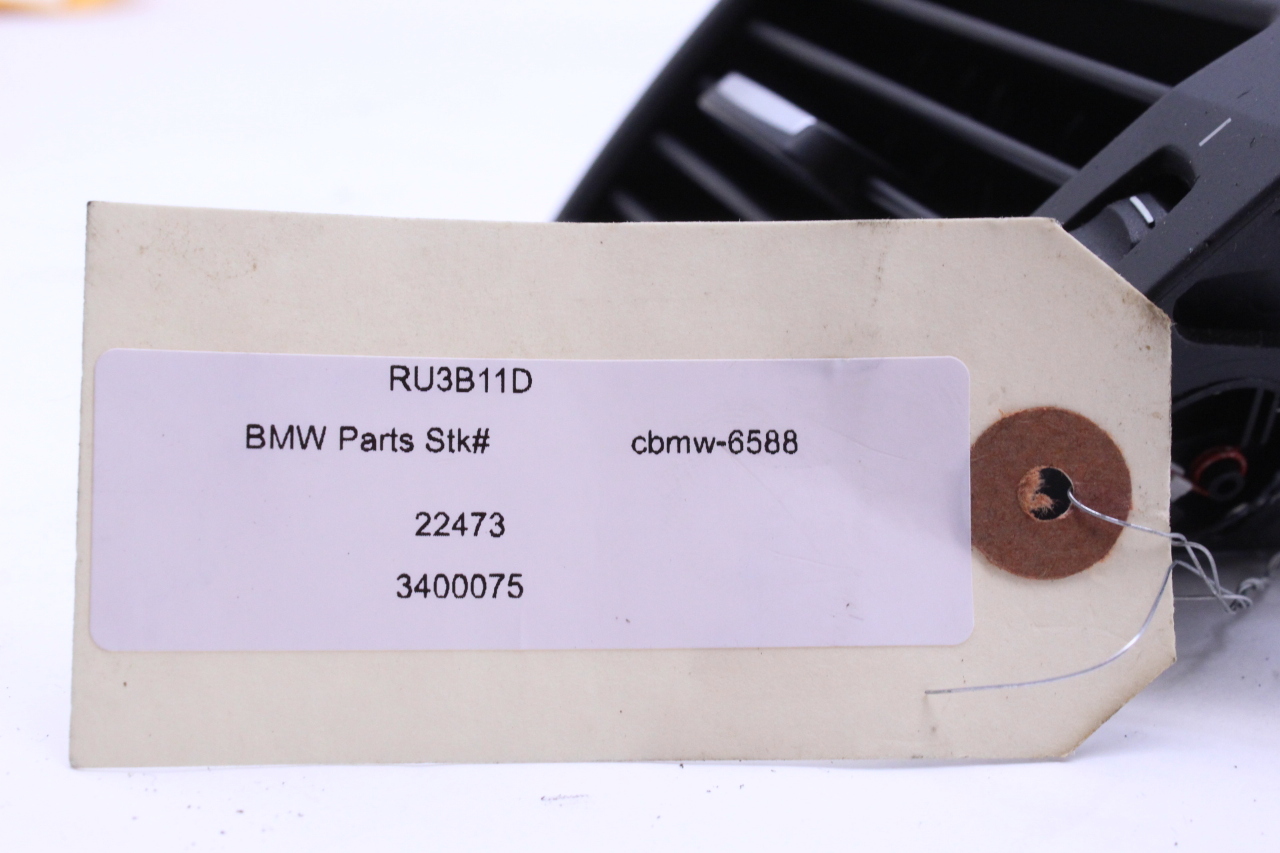 RU3B11D
BMW Parts Stk# cbmw-6588
22473
3400075